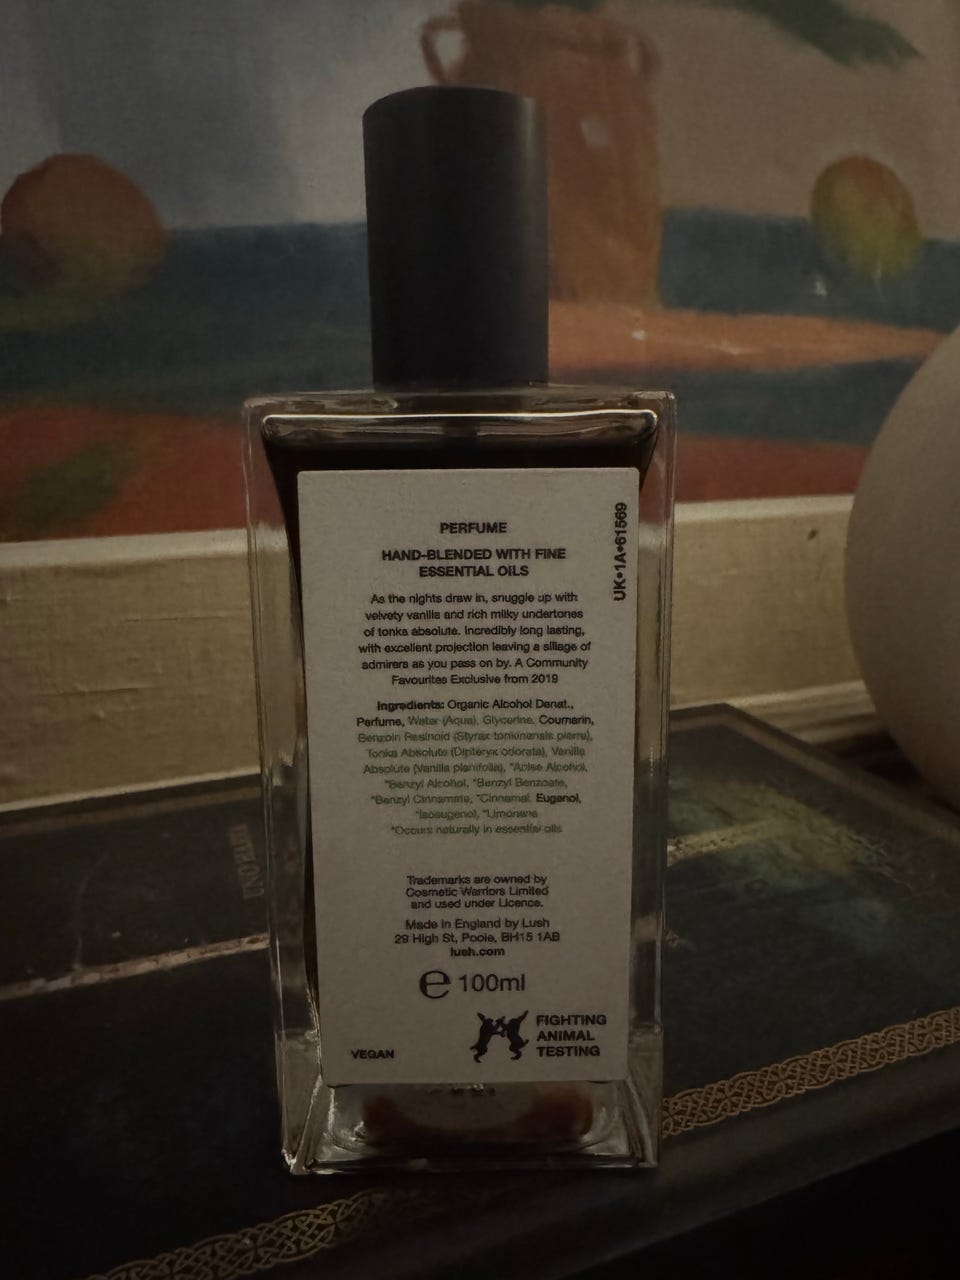 PERFUME
HAND-BLENDED WITH FINE
ESSENTIAL OILS
As the nights draw in, snuggle up with
velvety vanilla and rich milky undertones
of tonka absolute. Incredibly long lasting,
with excellent projection leaving a sillage of
admirers as you pass on by. A Community
Favourites Exclusive from 2019
Ingredients: Organic Alcohol Denat.,
Perfume, Water (Aqua), Glycerine, Coumarin,
Benzoin Resinoid (Styrax tonkinensis pierre),
Tonka Absolute (Dipteryx odorata), Vanilla
Absolute (Vanilla planifolia), *Anise Alcohol,
*Benzyl Alcohol, *Benzyl Benzoate,
*Benzyl Cinnamate, *Cinnamal, Eugenol,
*Isoeugenol, *Limonene
*Occurs naturally in essential oils
Trademarks are owned by
Cosmetic Warriors Limited
and used under Licence.
Made in England by Lush
29 High St, Poole, BH15 1AB
lush.com
e 100ml
FIGHTING
ANIMAL
TESTING
VEGAN
UK•1A•61569